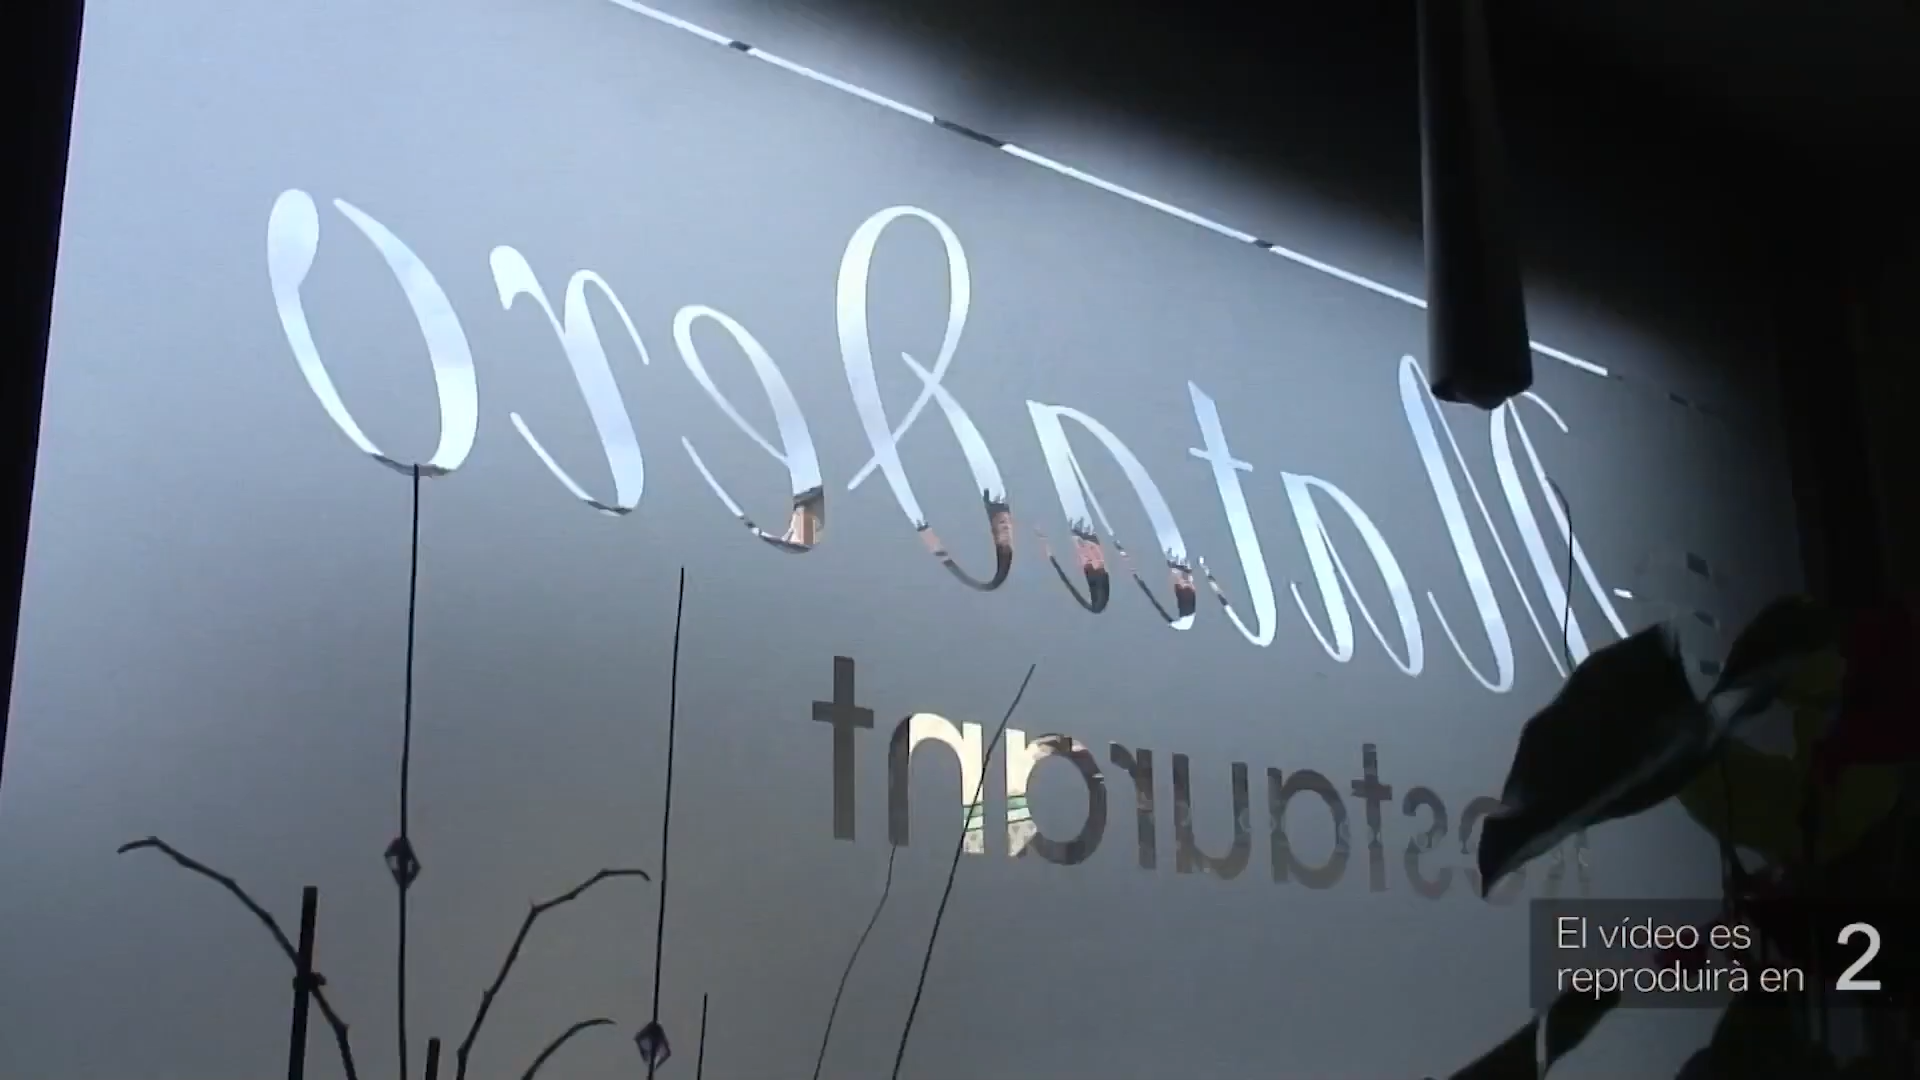 Matadero
Restaurant
El vídeo es
reproduirà en 2